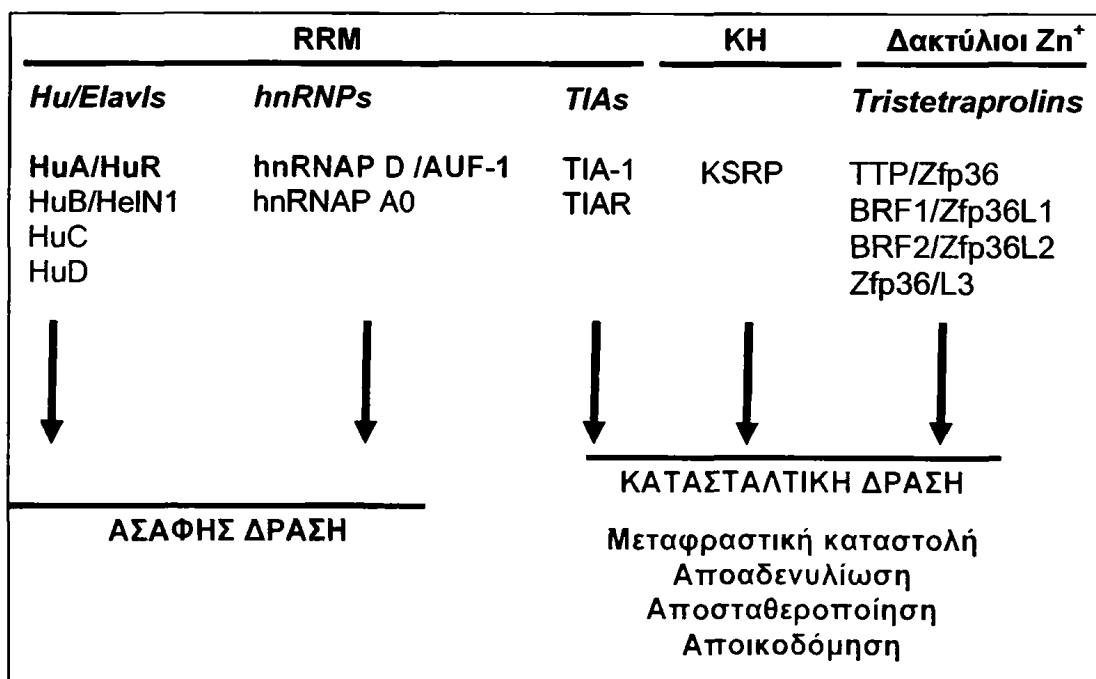 RRM KH Δακτύλιοι Zn+
Hu/Elavls hnRNPs TIAs Tristetraprolins
HuA/HuR hnRNAP D /AUF-1 TIA-1 KSRP TTP/Zfp36
HuB/HelN1 hnRNAP A0 TIAR BRF1/Zfp36L1
HuC BRF2/Zfp36L2
HuD Zfp36/L3
ΚΑΤΑΣΤΑΛΤΙΚΗ ΔΡΑΣΗ
ΑΣΑΦΗΣ ΔΡΑΣΗ
Μεταφραστική καταστολή
Αποαδενυλίωση
Αποσταθεροποίηση
Αποικοδόμηση